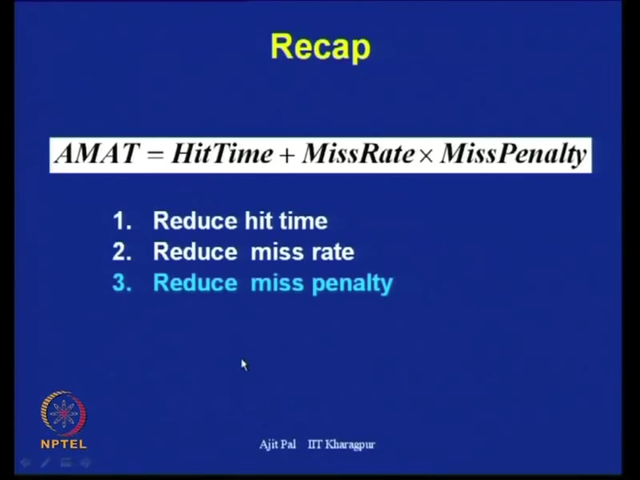 Recap
AMAT = HitTime + MissRate × MissPenalty
1. Reduce hit time
2. Reduce miss rate
3. Reduce miss penalty
NPTEL
Ajit Pal IIT Kharagpur